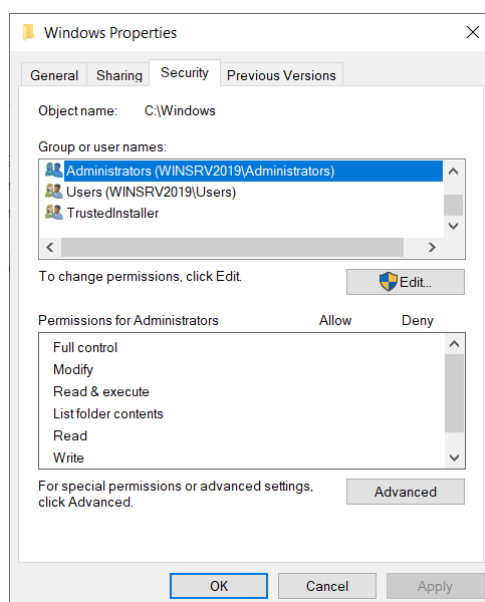 Windows Properties
General Sharing Security Previous Versions
Object name: C:\Windows
Group or user names:
Administrators (WINSRV2019\Administrators)
Users (WINSRV2019\Users)
TrustedInstaller
To change permissions, click Edit.
Edit...
Permissions for Administrators Allow Deny
Full control
Modify
Read & execute
List folder contents
Read
Write
For special permissions or advanced settings,
click Advanced.
Advanced
OK Cancel Apply